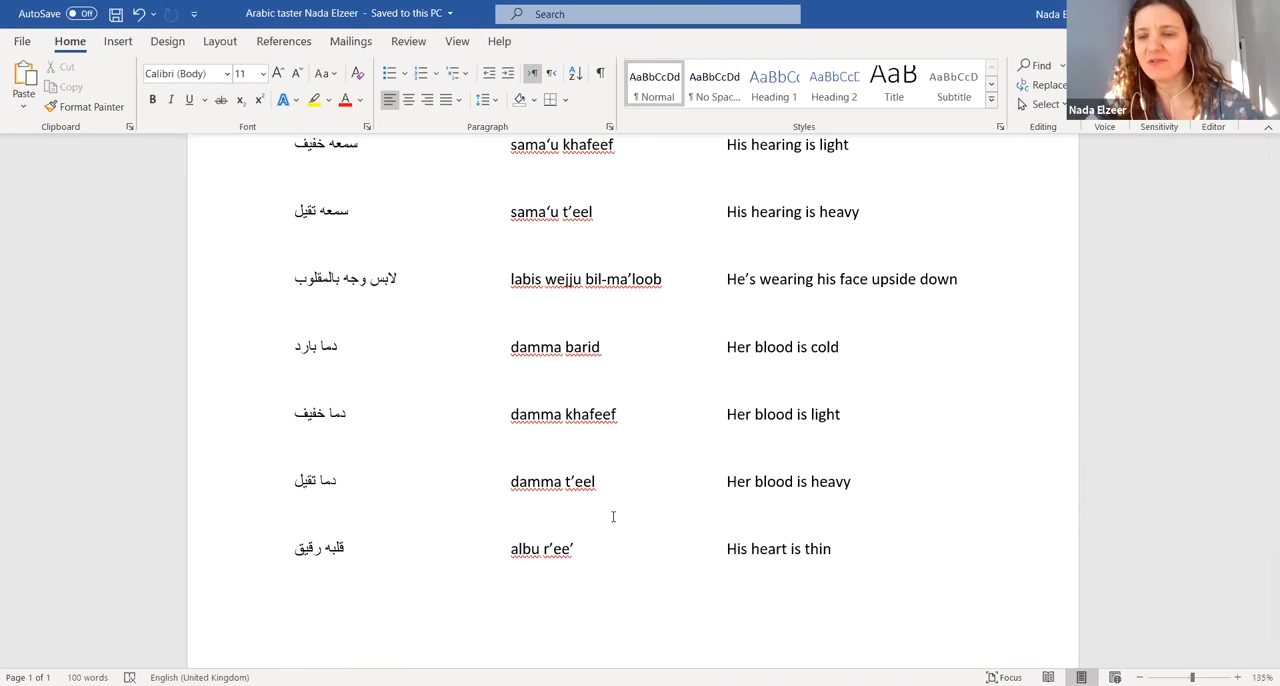 AutoSave Off Arabic taster Nada Elzeer - Saved to this PC Search Nada E
File Home Insert Design Layout References Mailings Review View Help
Cut
Copy
Format Painter
Paste
Clipboard
Calibri (Body) 11
Font
Paragraph
AaBbCcDd AaBbCcDd AaBbCc AaBbCcD AaB AaBbCcD
¶ Normal ¶ No Spac... Heading 1 Heading 2 Title Subtitle
Styles
Find
Replace
Select
Editing Voice Sensitivity Editor
Nada Elzeer
سمعه خفيف sama‘u khafeef His hearing is light
سمعه تقيل sama‘u t’eel His hearing is heavy
لابس وجه بالمقلوب labis wejju bil-ma’loob He’s wearing his face upside down
دما بارد damma barid Her blood is cold
دما خفيف damma khafeef Her blood is light
دما تقيل damma t’eel Her blood is heavy
قلبه رقيق albu r’ee’ His heart is thin
Page 1 of 1 100 words English (United Kingdom) Focus 135%